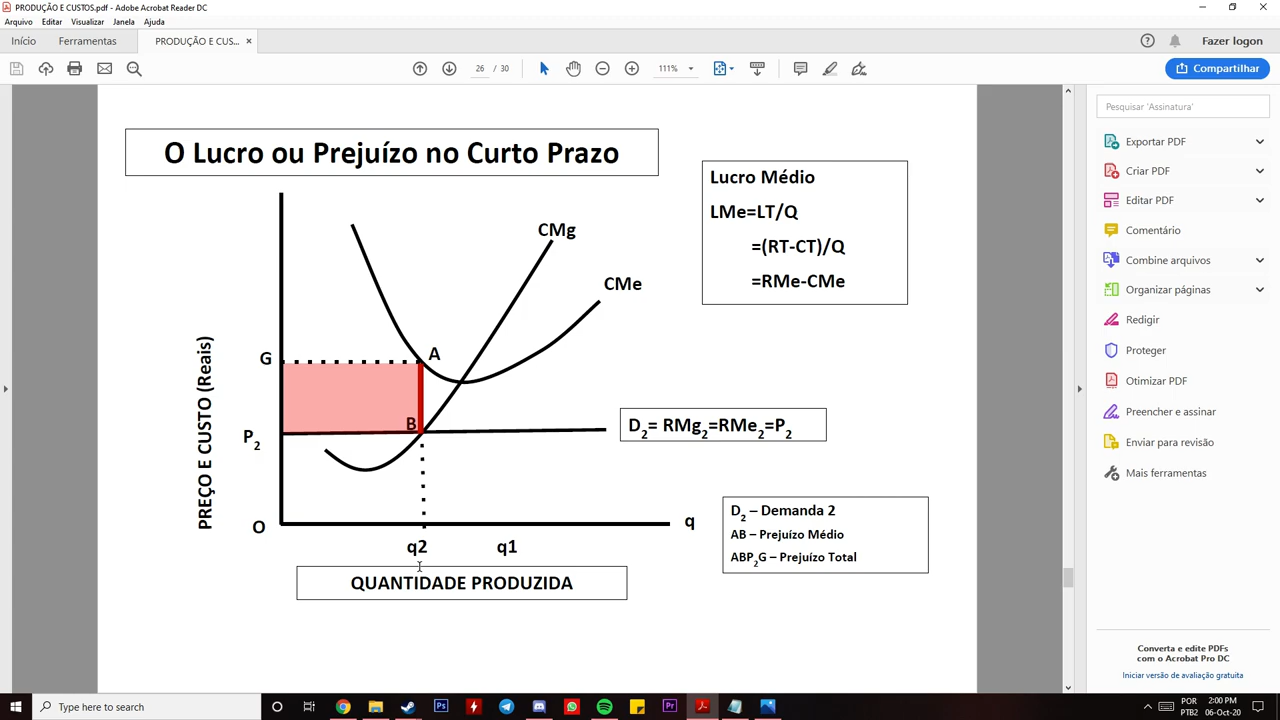 PRODUÇÃO E CUSTOS.pdf - Adobe Acrobat Reader DC
Arquivo Editar Visualizar Janela Ajuda
Início Ferramentas PRODUÇÃO E CUS... × Fazer logon
26 / 30 111% Compartilhar
O Lucro ou Prejuízo no Curto Prazo
Lucro Médio
LMe=LT/Q
=(RT-CT)/Q
=RMe-CMe
CMg
CMe
G
A
B
P2
PREÇO E CUSTO (Reais)
D2= RMg2=RMe2=P2
O
q
q2 q1
QUANTIDADE PRODUZIDA
D2 – Demanda 2
AB – Prejuízo Médio
ABP2G – Prejuízo Total
Pesquisar 'Assinatura'
Exportar PDF
Criar PDF
Editar PDF
Comentário
Combine arquivos
Organizar páginas
Redigir
Proteger
Otimizar PDF
Preencher e assinar
Enviar para revisão
Mais ferramentas
Converta e edite PDFs
com o Acrobat Pro DC
Iniciar versão de avaliação gratuita
Type here to search
POR
PTB2
2:00 PM
06-Oct-20